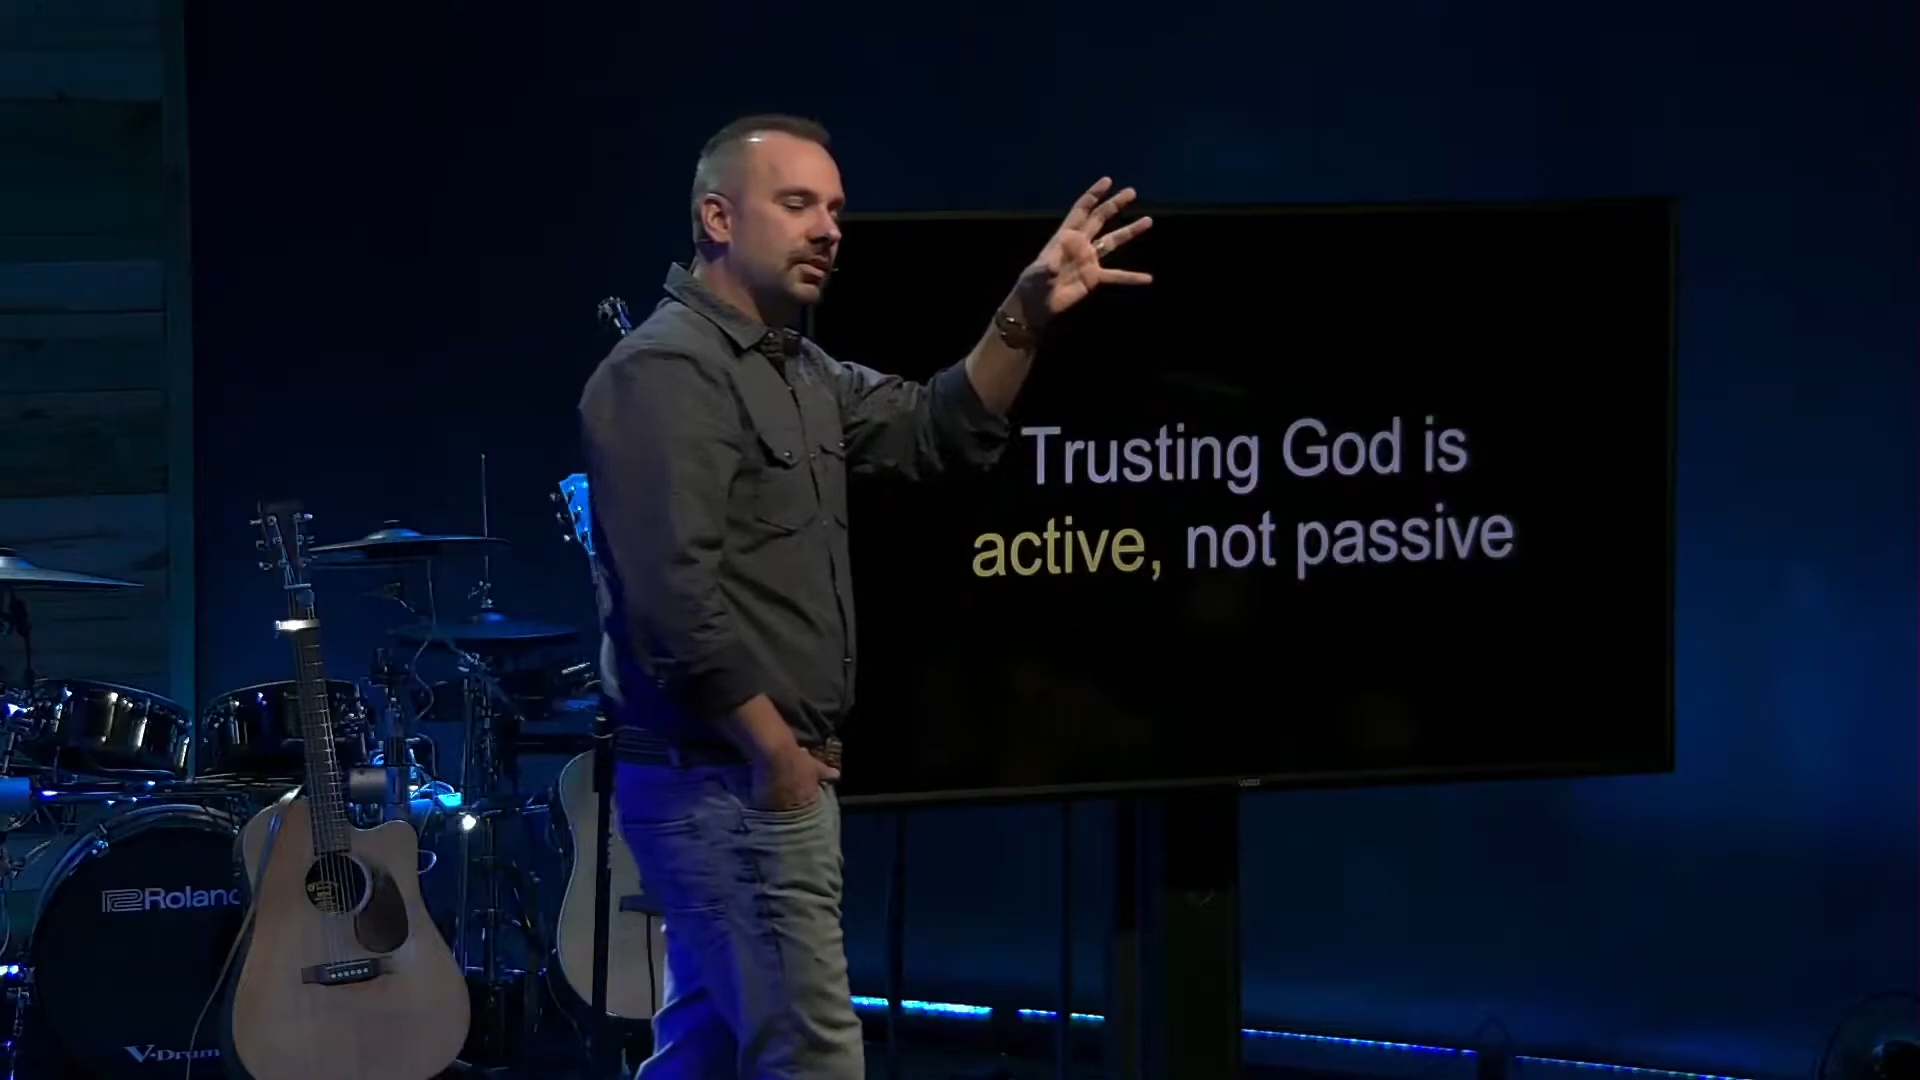 Trusting God is
active, not passive
Roland
V-Drum